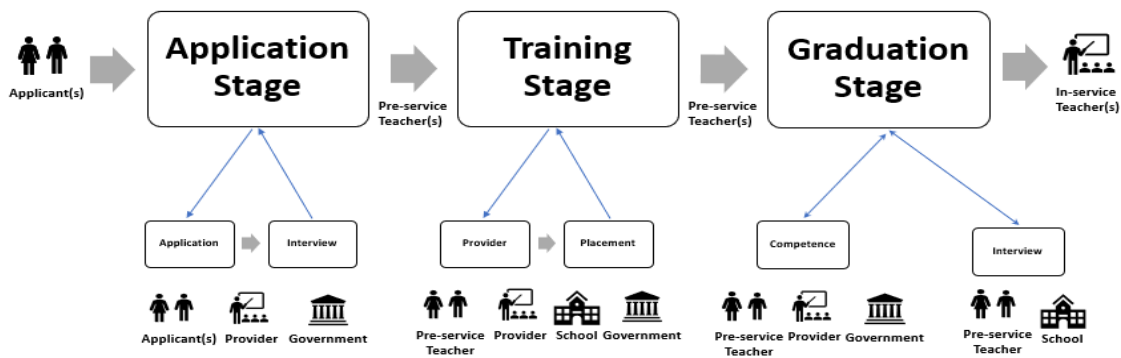 Application
Stage
Training
Stage
Graduation
Stage
Applicant(s)
Pre-service
Teacher(s)
Pre-service
Teacher(s)
In-service
Teacher(s)
Application
Interview
Provider
Placement
Competence
Interview
Applicant(s)
Provider
Government
Pre-service
Teacher
Provider
School
Government
Pre-service
Teacher
Provider
Government
Pre-service
Teacher
School